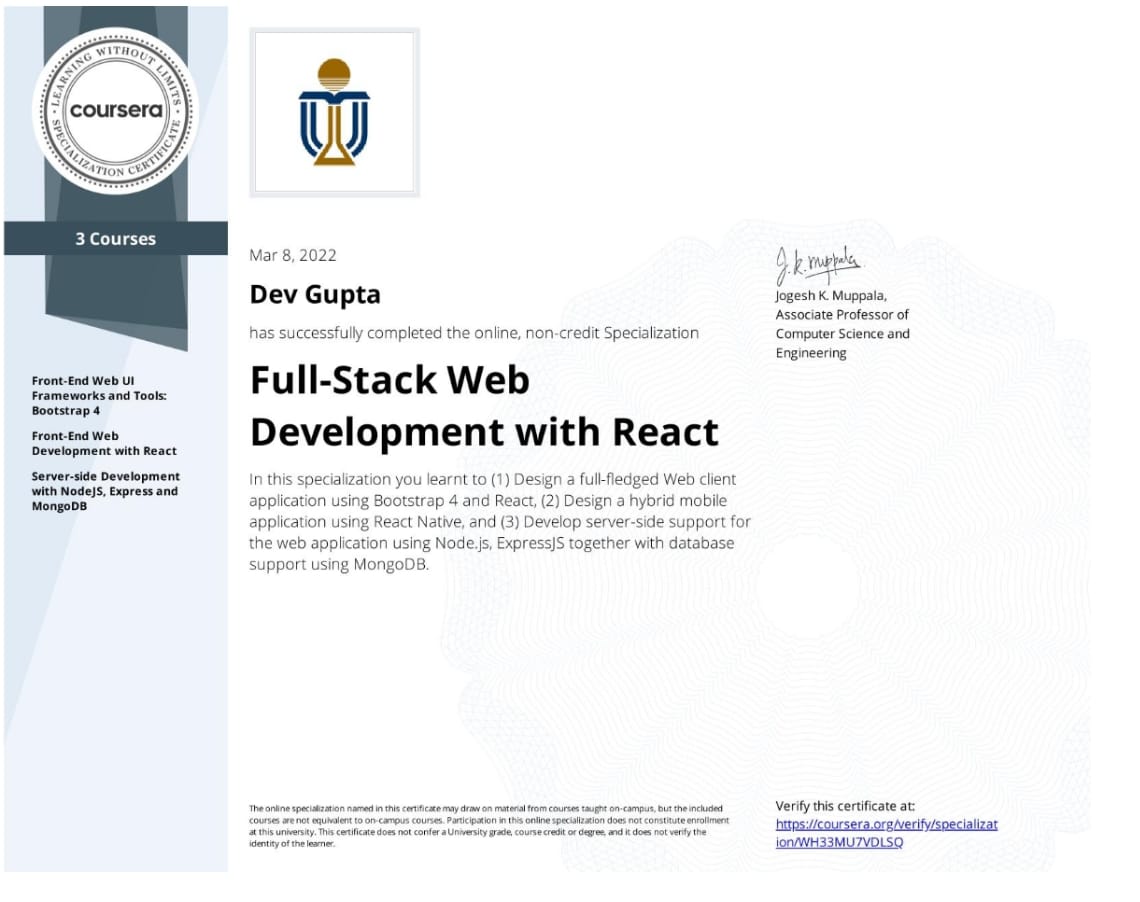 LEARNING WITHOUT LIMITS
coursera
SPECIALIZATION CERTIFICATE
3 Courses
Front-End Web UI
Frameworks and Tools:
Bootstrap 4
Front-End Web
Development with React
Server-side Development
with NodeJS, Express and
MongoDB
Mar 8, 2022
Dev Gupta
has successfully completed the online, non-credit Specialization
Full-Stack Web
Development with React
In this specialization you learnt to (1) Design a full-fledged Web client
application using Bootstrap 4 and React, (2) Design a hybrid mobile
application using React Native, and (3) Develop server-side support for
the web application using Node.js, ExpressJS together with database
support using MongoDB.
J.K.Muppala
Jogesh K. Muppala,
Associate Professor of
Computer Science and
Engineering
The online specialization named in this certificate may draw on material from courses taught on-campus, but the included
courses are not equivalent to on-campus courses. Participation in this online specialization does not constitute enrollment
at this university. This certificate does not confer a University grade, course credit or degree, and it does not verify the
identity of the learner.
Verify this certificate at:
https://coursera.org/verify/specializat
ion/WH33MU7VDLSQ